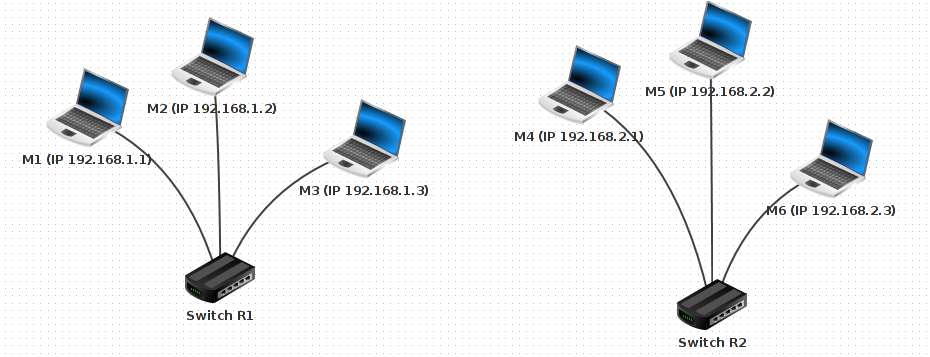 M1 (IP 192.168.1.1)
M2 (IP 192.168.1.2)
M3 (IP 192.168.1.3)
Switch R1
M4 (IP 192.168.2.1)
M5 (IP 192.168.2.2)
M6 (IP 192.168.2.3)
Switch R2